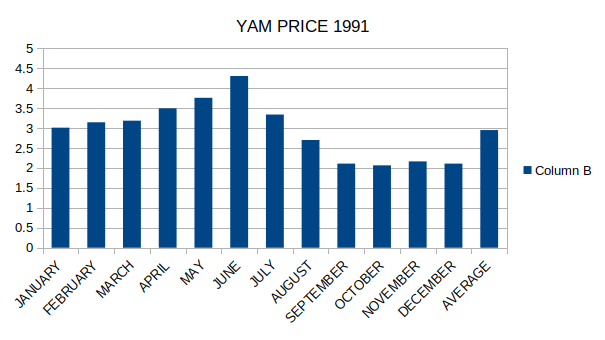 YAM PRICE 1991
5
4.5
4
3.5
3
2.5
2
1.5
1
0.5
0
Column B
JANUARY
FEBRUARY
MARCH
APRIL
MAY
JUNE
JULY
AUGUST
SEPTEMBER
OCTOBER
NOVEMBER
DECEMBER
AVERAGE